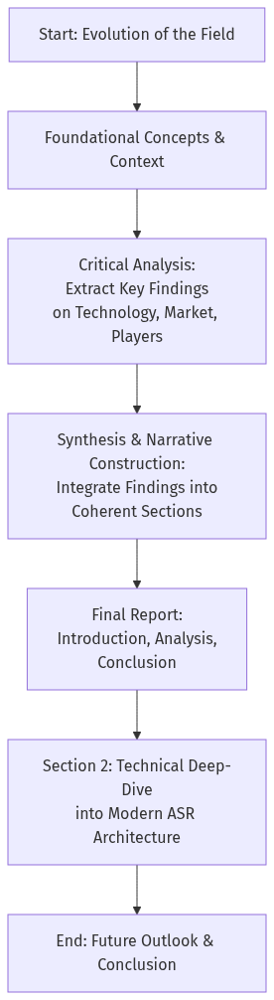 Start: Evolution of the Field
Foundational Concepts &
Context
Critical Analysis:
Extract Key Findings
on Technology, Market,
Players
Synthesis & Narrative
Construction:
Integrate Findings into
Coherent Sections
Final Report:
Introduction, Analysis,
Conclusion
Section 2: Technical Deep-
Dive
into Modern ASR
Architecture
End: Future Outlook &
Conclusion